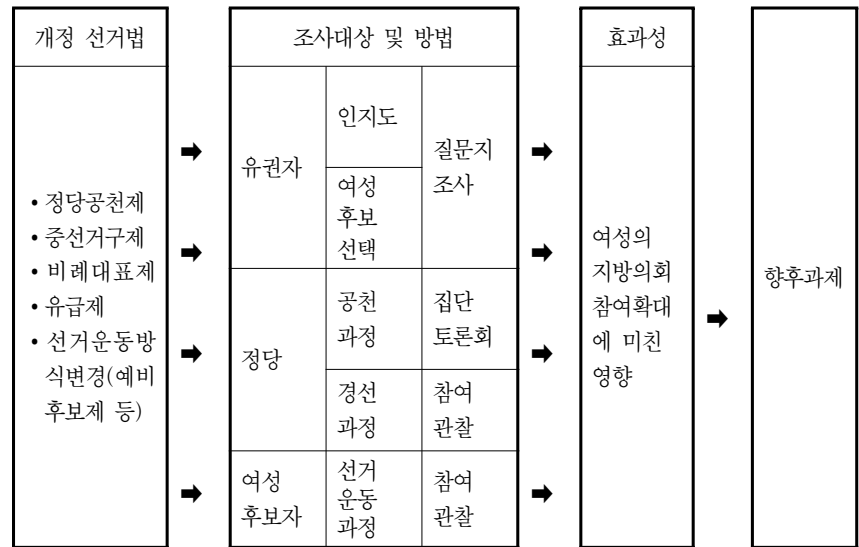 개정 선거법
• 정당공천제
• 중선거구제
• 비례대표제
• 유급제
• 선거운동방
식변경(예비
후보제 등)
➡
➡
➡
➡
조사대상 및 방법
유권자
인지도
여성
후보
선택
질문지
조사
정당
공천
과정
집단
토론회
경선
과정
참여
관찰
여성
후보자
선거
운동
과정
참여
관찰
➡
➡
➡
➡
효과성
여성의
지방의회
참여확대
에 미친
영향
➡
향후과제